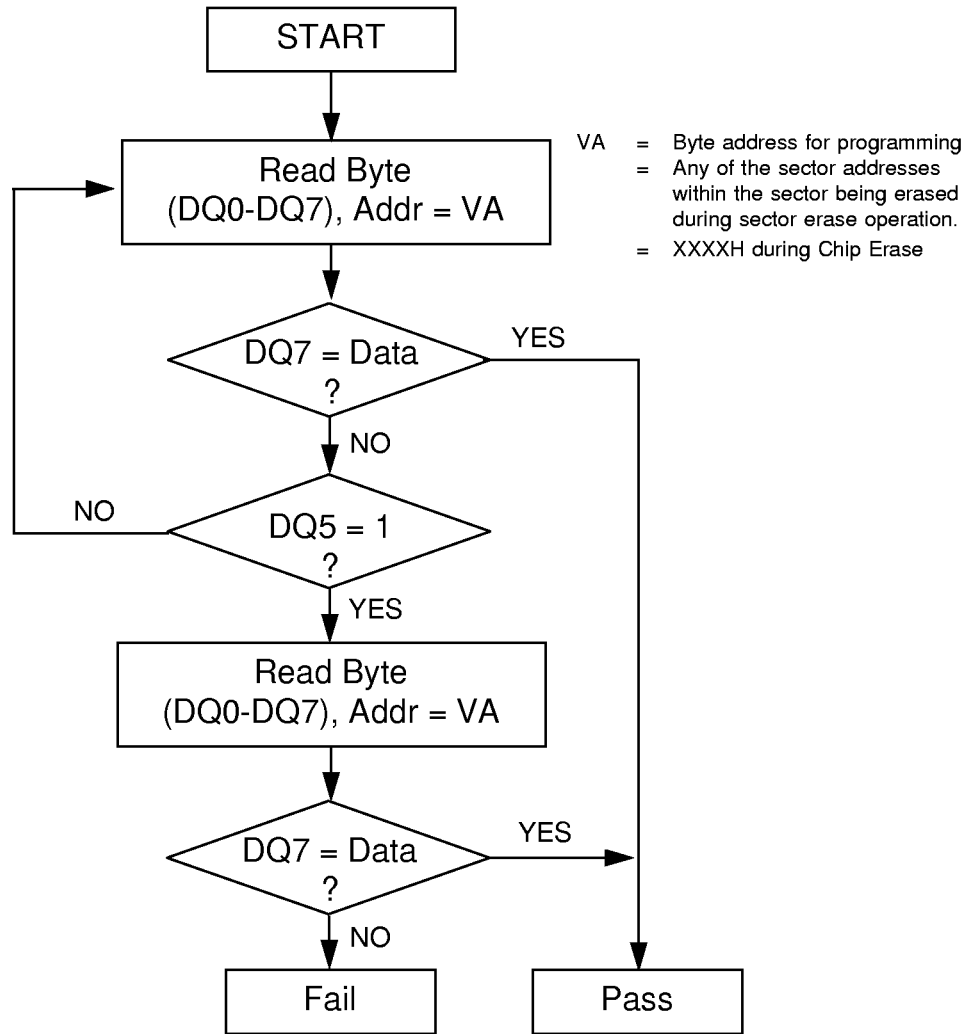 START
Read Byte
(DQ0-DQ7), Addr = VA
VA = Byte address for programming
= Any of the sector addresses
within the sector being erased
during sector erase operation.
= XXXXH during Chip Erase
DQ7 = Data
?
YES
NO
DQ5 = 1
?
NO
YES
Read Byte
(DQ0-DQ7), Addr = VA
DQ7 = Data
?
YES
NO
Fail
Pass